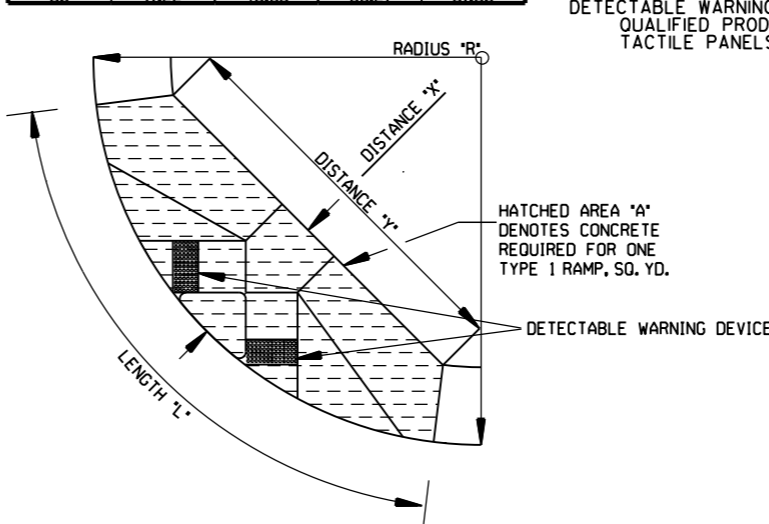 DETECTABLE WARNING
QUALIFIED PROD
TACTILE PANELS
RADIUS "R"
DISTANCE "X"
DISTANCE "Y"
HATCHED AREA "A"
DENOTES CONCRETE
REQUIRED FOR ONE
TYPE 1 RAMP, SQ. YD.
DETECTABLE WARNING DEVICE
LENGTH "L"